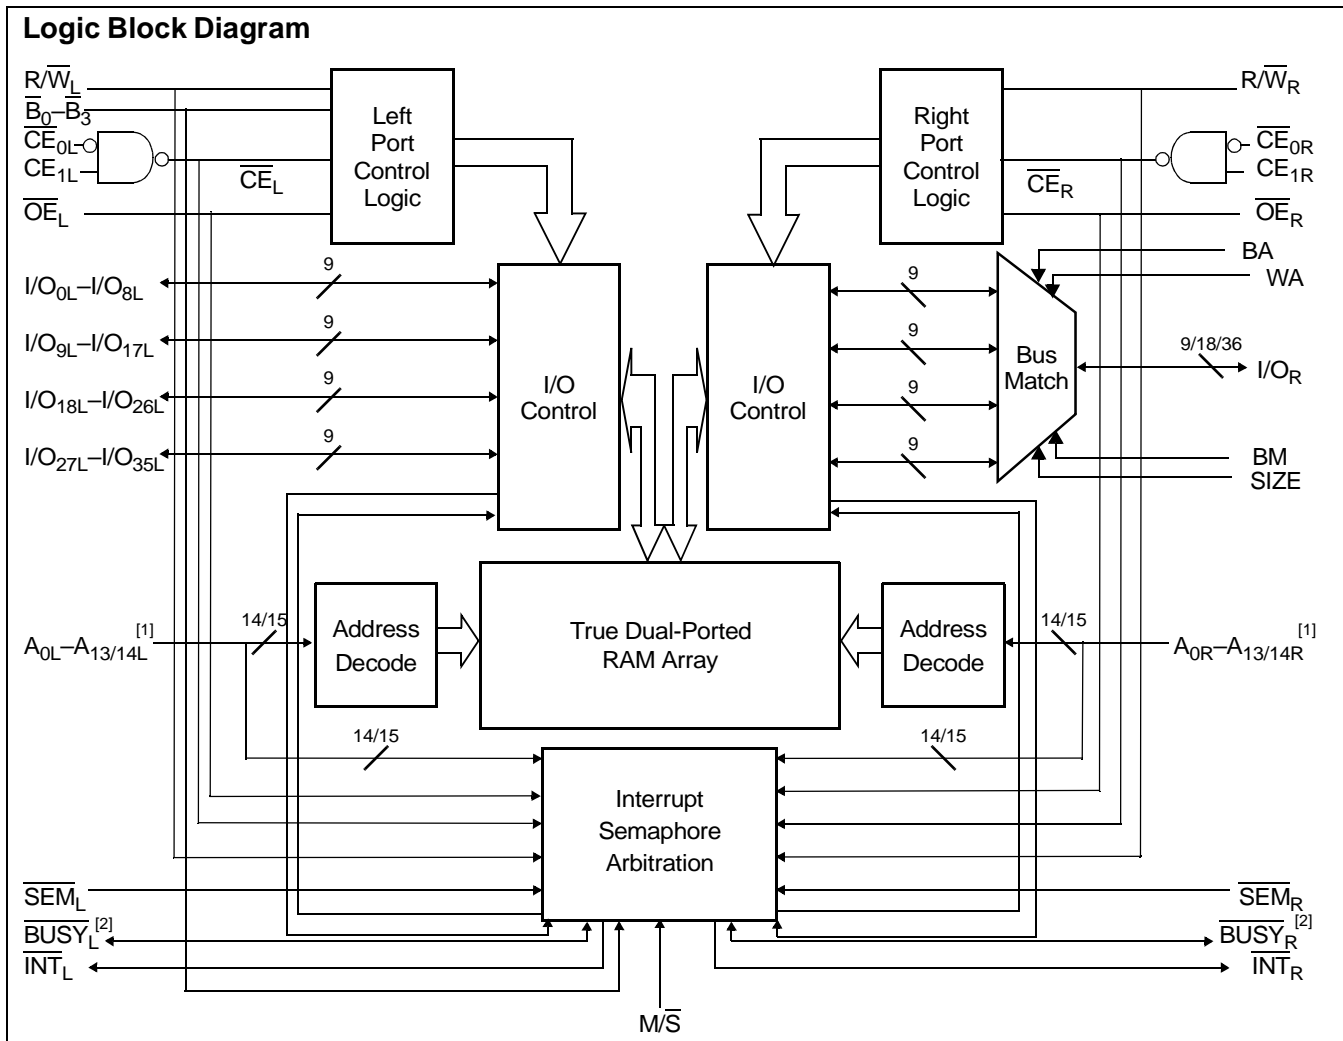 Logic Block Diagram
R/W̅L
B̅0–B̅3
C̅E̅0L
CE1L
C̅E̅L
O̅E̅L
Left
Port
Control
Logic
Right
Port
Control
Logic
R/W̅R
C̅E̅0R
CE1R
C̅E̅R
O̅E̅R
BA
WA
I/O0L–I/O8L
9
I/O9L–I/O17L
9
I/O18L–I/O26L
9
I/O27L–I/O35L
9
I/O
Control
I/O
Control
9
9
9
9
Bus
Match
9/18/36
I/OR
BM
SIZE
A0L–A13/14L[1]
14/15
Address
Decode
True Dual-Ported
RAM Array
Address
Decode
14/15
A0R–A13/14R[1]
14/15
14/15
Interrupt
Semaphore
Arbitration
S̅E̅M̅L
B̅U̅S̅Y̅L[2]
I̅N̅T̅L
S̅E̅M̅R
B̅U̅S̅Y̅R[2]
I̅N̅T̅R
M/S̅